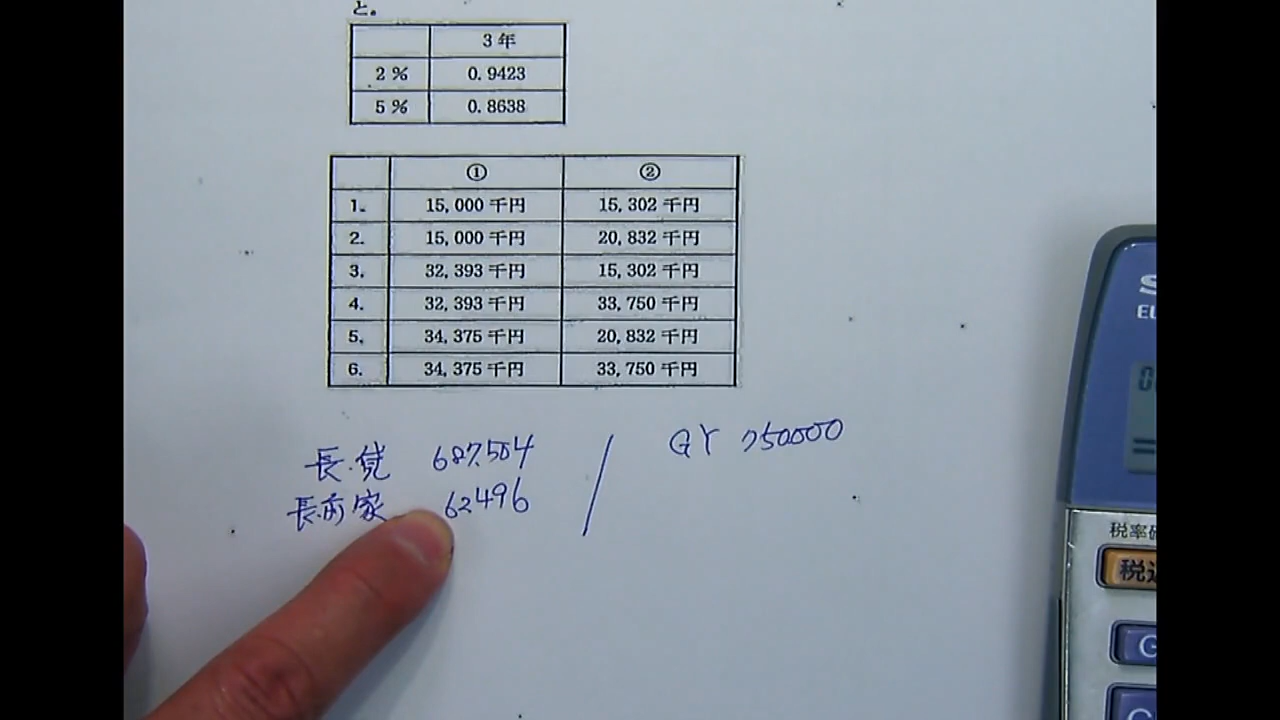 と。
3年
2% 0.9423
5% 0.8638
① ②
1. 15,000千円 15,302千円
2. 15,000千円 20,832千円
3. 32,393千円 15,302千円
4. 32,393千円 33,750千円
5. 34,375千円 20,832千円
6. 34,375千円 33,750千円
長.貸 687,504 / GY 750000
長前家 62496
税率
税込
G
G